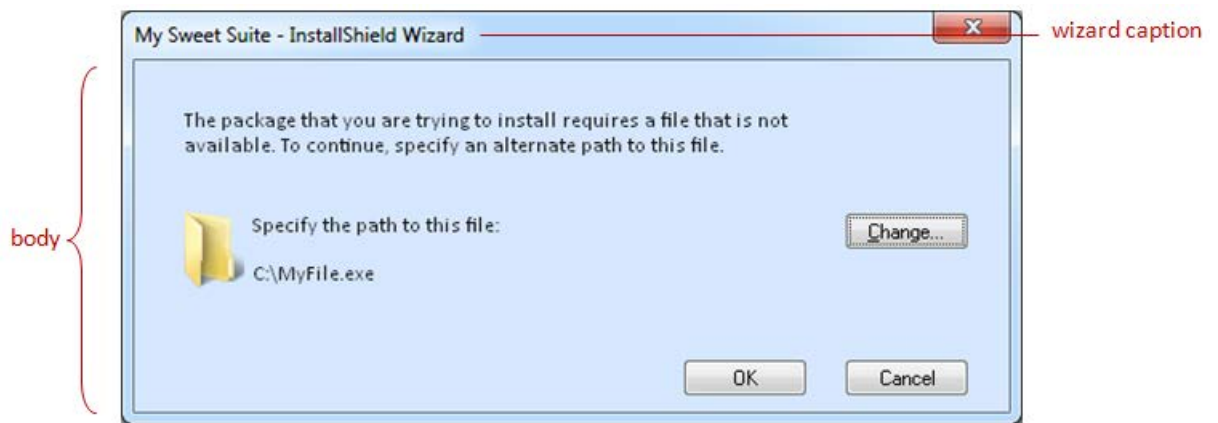 My Sweet Suite - InstallShield Wizard
wizard caption
The package that you are trying to install requires a file that is not
available. To continue, specify an alternate path to this file.
body
Specify the path to this file:
Change...
C:\MyFile.exe
OK
Cancel